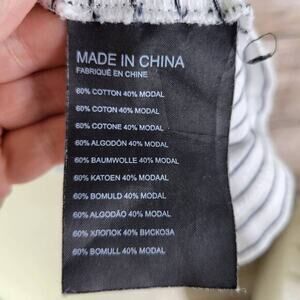 MADE IN CHINA
FABRIQUÉ EN CHINE
60% COTTON 40% MODAL
60% COTON 40% MODAL
60% COTONE 40% MODAL
60% ALGODÓN 40% MODAL
60% BAUMWOLLE 40% MODAL
60% KATOEN 40% MODAAL
60% BOMULD 40% MODAL
60% ALGODÃO 40% MODAL
60% ХЛОПОК 40% ВИСКОЗА
60% BOMULL 40% MODAL